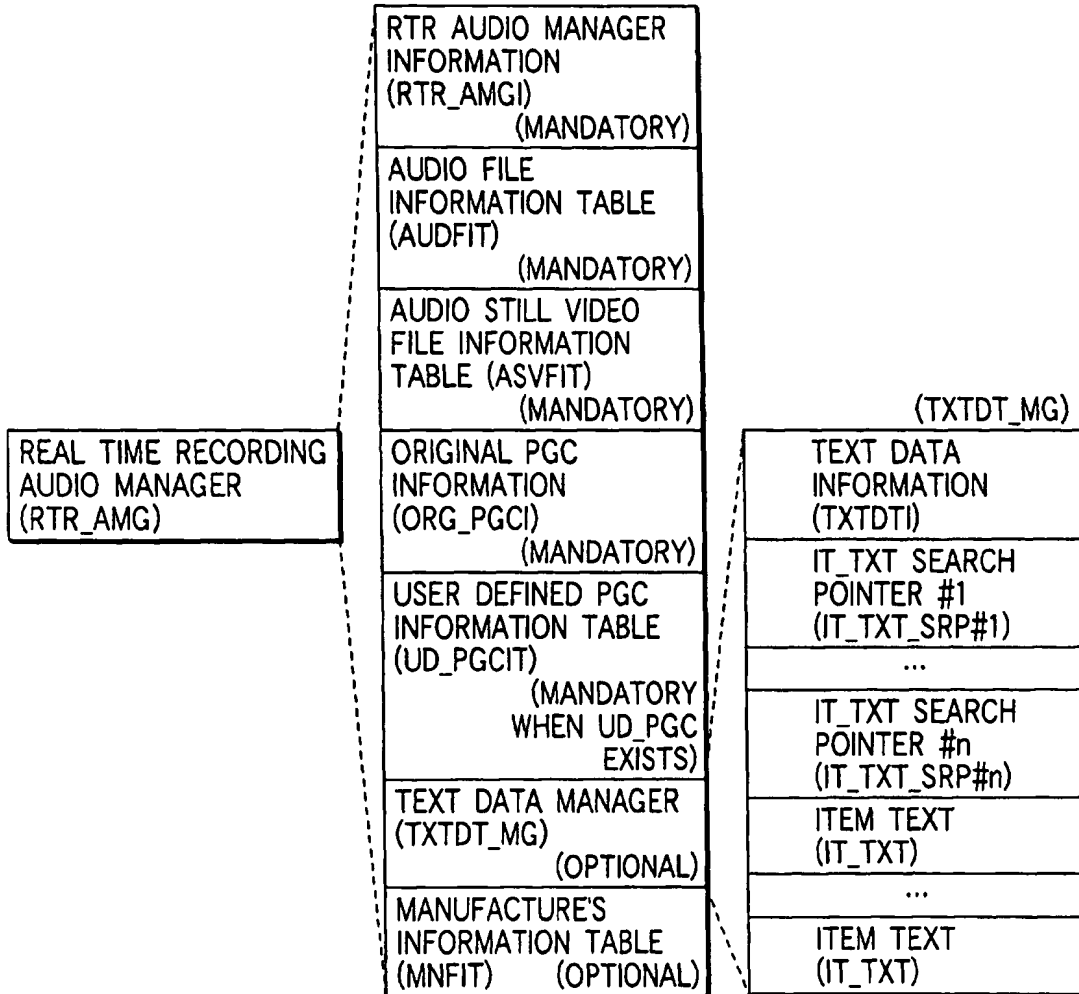 REAL TIME RECORDING
AUDIO MANAGER
(RTR_AMG)
RTR AUDIO MANAGER
INFORMATION
(RTR_AMGI)
(MANDATORY)
AUDIO FILE
INFORMATION TABLE
(AUDFIT)
(MANDATORY)
AUDIO STILL VIDEO
FILE INFORMATION
TABLE (ASVFIT)
(MANDATORY)
ORIGINAL PGC
INFORMATION
(ORG_PGCI)
(MANDATORY)
USER DEFINED PGC
INFORMATION TABLE
(UD_PGCIT)
(MANDATORY
WHEN UD_PGC
EXISTS)
TEXT DATA MANAGER
(TXTDT_MG)
(OPTIONAL)
MANUFACTURE'S
INFORMATION TABLE
(MNFIT) (OPTIONAL)
(TXTDT_MG)
TEXT DATA
INFORMATION
(TXTDTI)
IT_TXT SEARCH
POINTER #1
(IT_TXT_SRP#1)
...
IT_TXT SEARCH
POINTER #n
(IT_TXT_SRP#n)
ITEM TEXT
(IT_TXT)
...
ITEM TEXT
(IT_TXT)